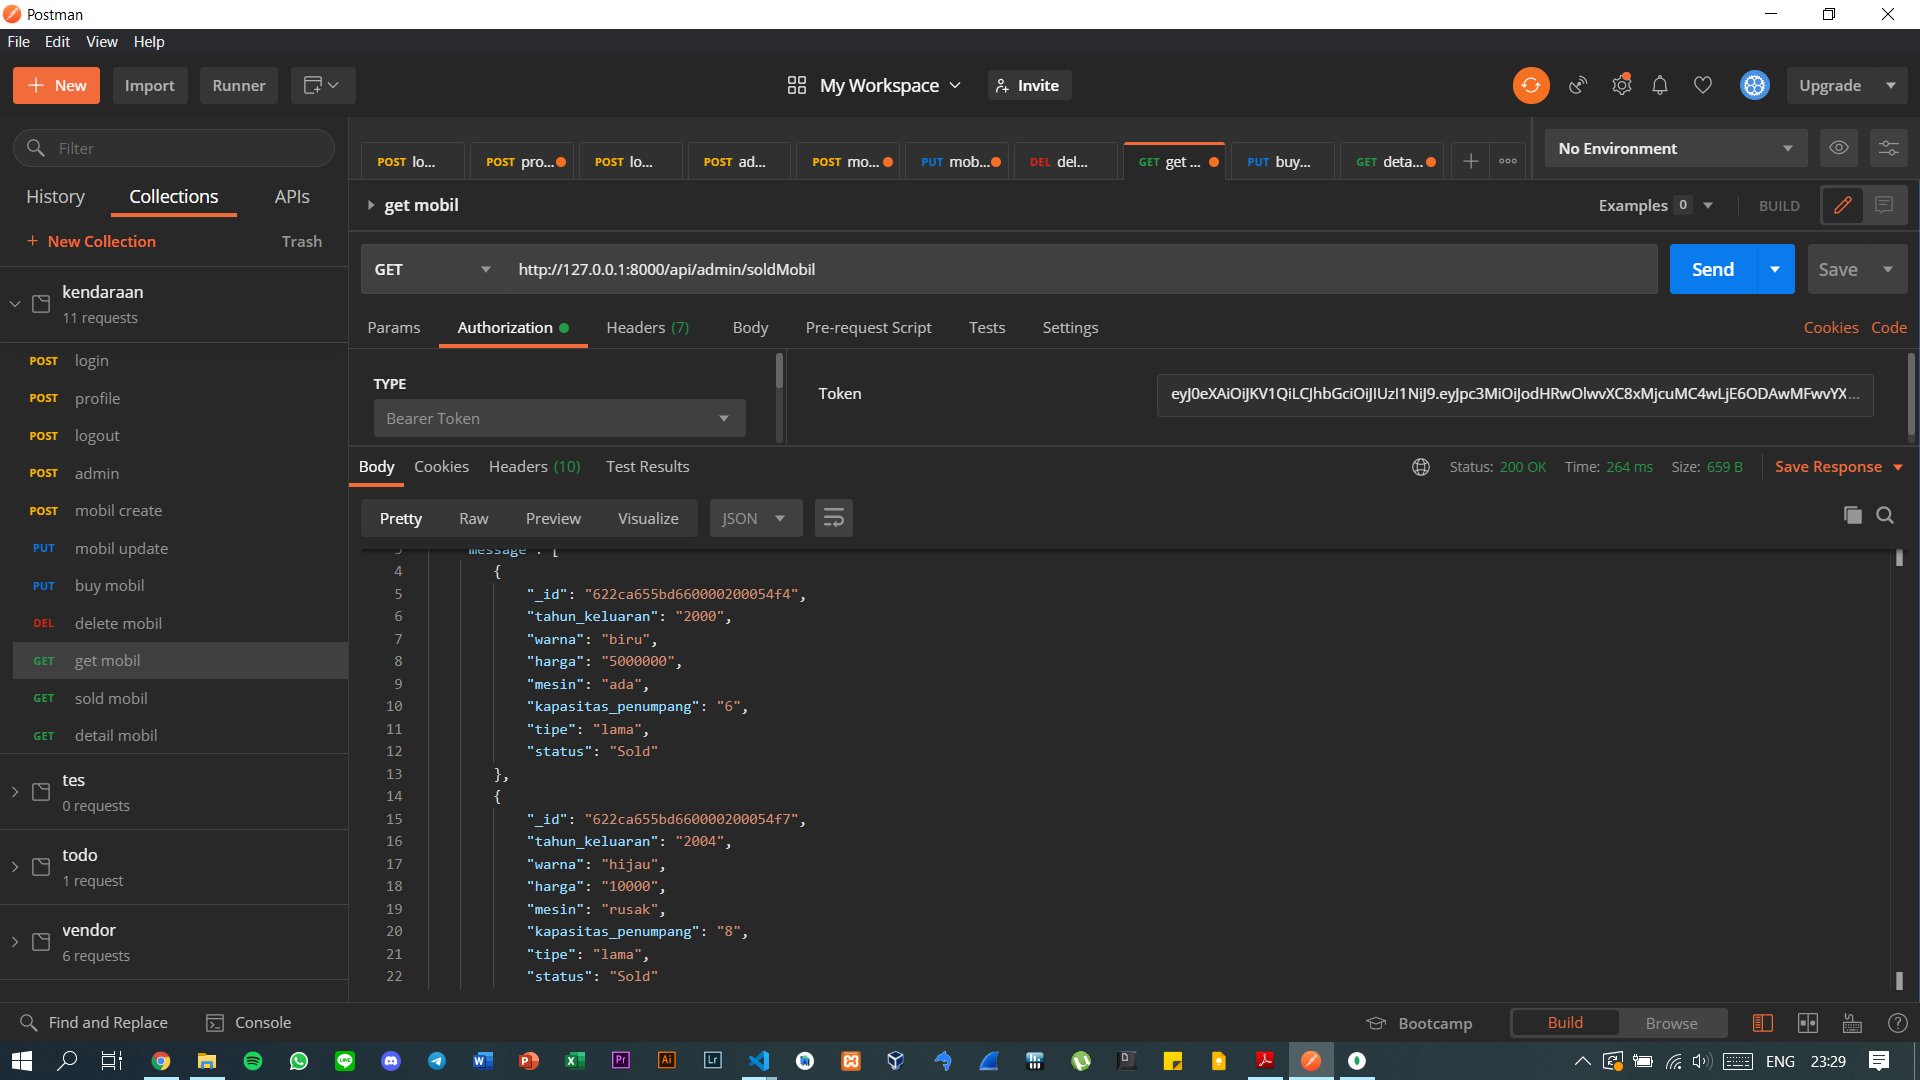 Postman
File Edit View Help
New Import Runner My Workspace Invite Upgrade
Filter
History Collections APIs
+ New Collection Trash
kendaraan
11 requests
POST login
POST profile
POST logout
POST admin
POST mobil create
PUT mobil update
PUT buy mobil
DEL delete mobil
GET get mobil
GET sold mobil
GET detail mobil
tes
0 requests
todo
1 request
vendor
6 requests
POST lo... POST pro... POST lo... POST ad... POST mo... PUT mob... DEL del... GET get ... PUT buy... GET deta...
No Environment
get mobil Examples 0 BUILD
GET http://127.0.0.1:8000/api/admin/soldMobil Send Save
Params Authorization Headers (7) Body Pre-request Script Tests Settings Cookies Code
TYPE
Bearer Token
Token eyJ0eXAiOiJKV1QiLCJhbGciOiJIUzI1NiJ9.eyJpc3MiOiJodHRwOlwvXC8xMjcuMC4wLjE6ODAwMFwvYX...
Body Cookies Headers (10) Test Results Status: 200 OK Time: 264 ms Size: 659 B Save Response
Pretty Raw Preview Visualize JSON
3 "message": [
4 {
5 "_id": "622ca655bd660000200054f4",
6 "tahun_keluaran": "2000",
7 "warna": "biru",
8 "harga": "5000000",
9 "mesin": "ada",
10 "kapasitas_penumpang": "6",
11 "tipe": "lama",
12 "status": "Sold"
13 },
14 {
15 "_id": "622ca655bd660000200054f7",
16 "tahun_keluaran": "2004",
17 "warna": "hijau",
18 "harga": "10000",
19 "mesin": "rusak",
20 "kapasitas_penumpang": "8",
21 "tipe": "lama",
22 "status": "Sold"
Find and Replace Console Bootcamp Build Browse
W P X Pr Ai Lr ENG 23:29